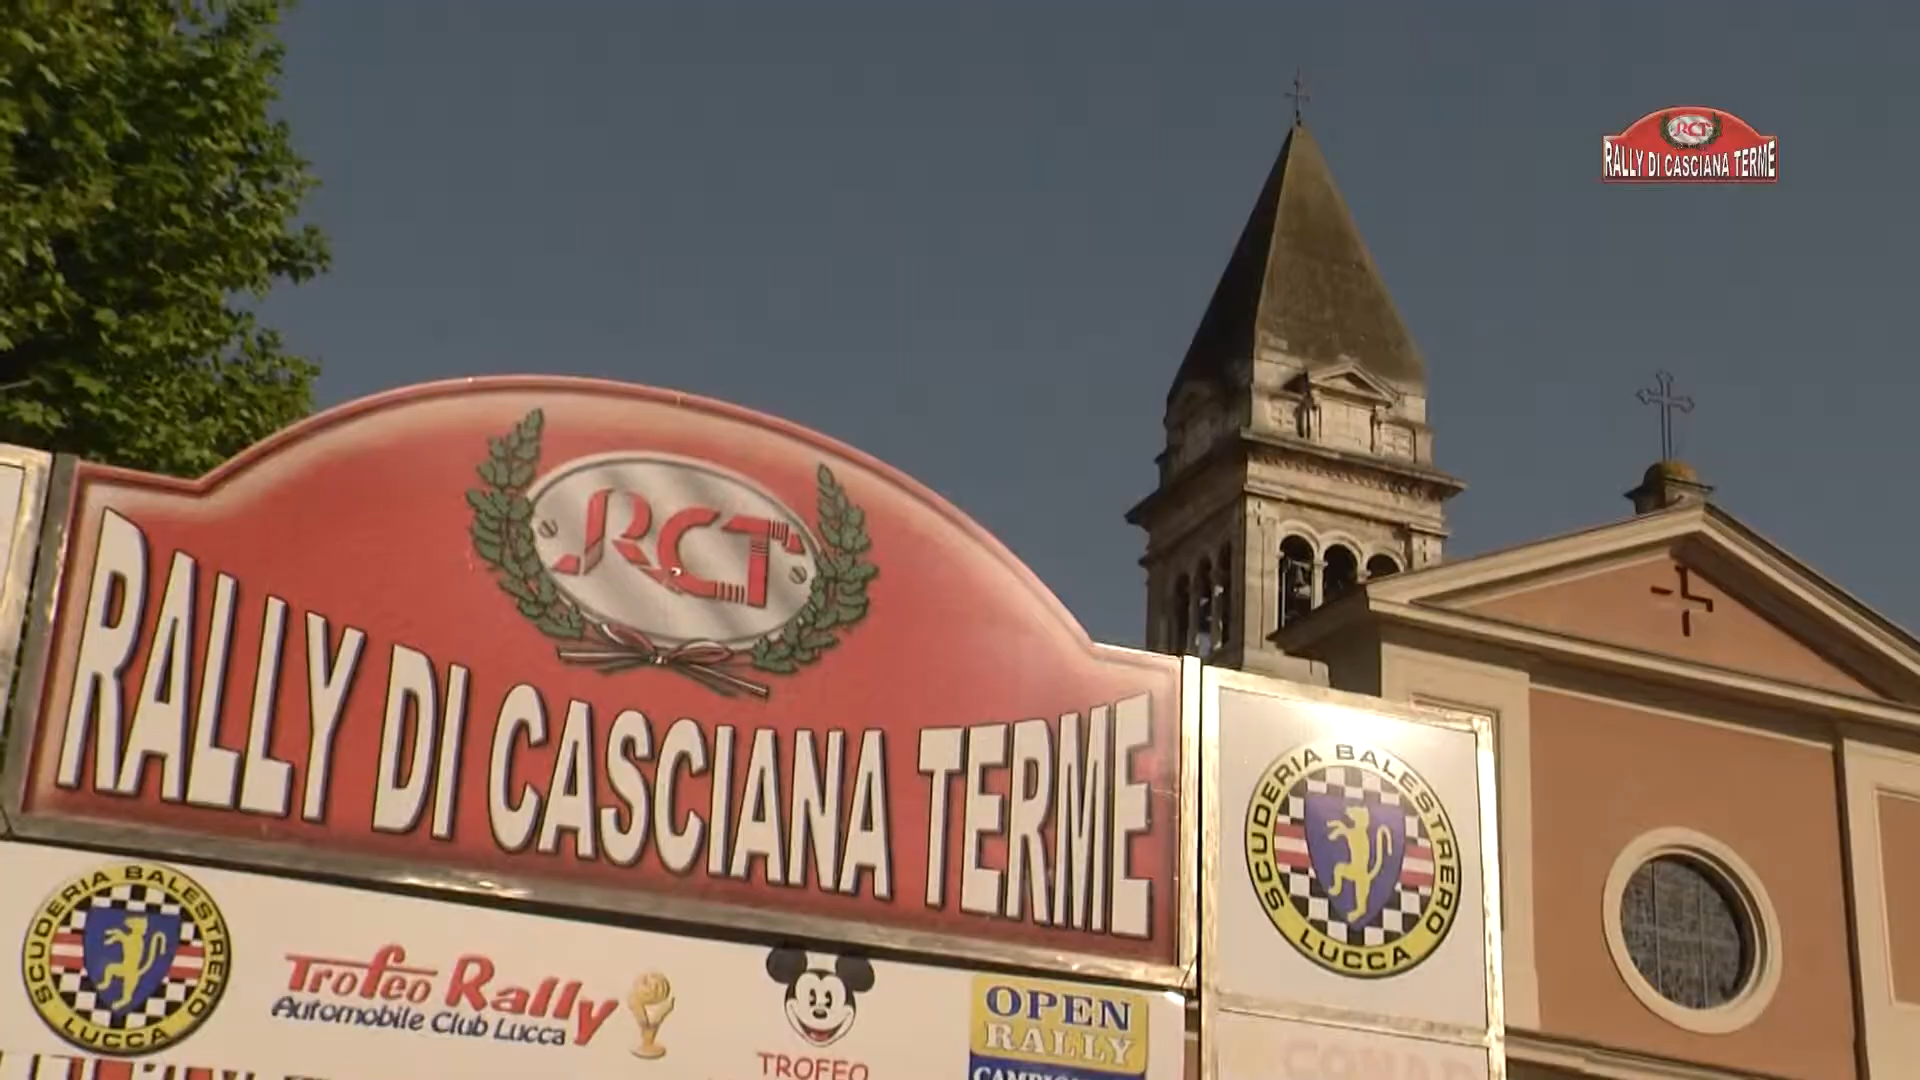 RCT
RALLY DI CASCIANA TERME
RCT
RALLY DI CASCIANA TERME
SCUDERIA BALESTRERO
LUCCA
SCUDERIA BALESTRERO
LUCCA
Trofeo Rally
Automobile Club Lucca
TROFEO
OPEN
RALLY
CONAD